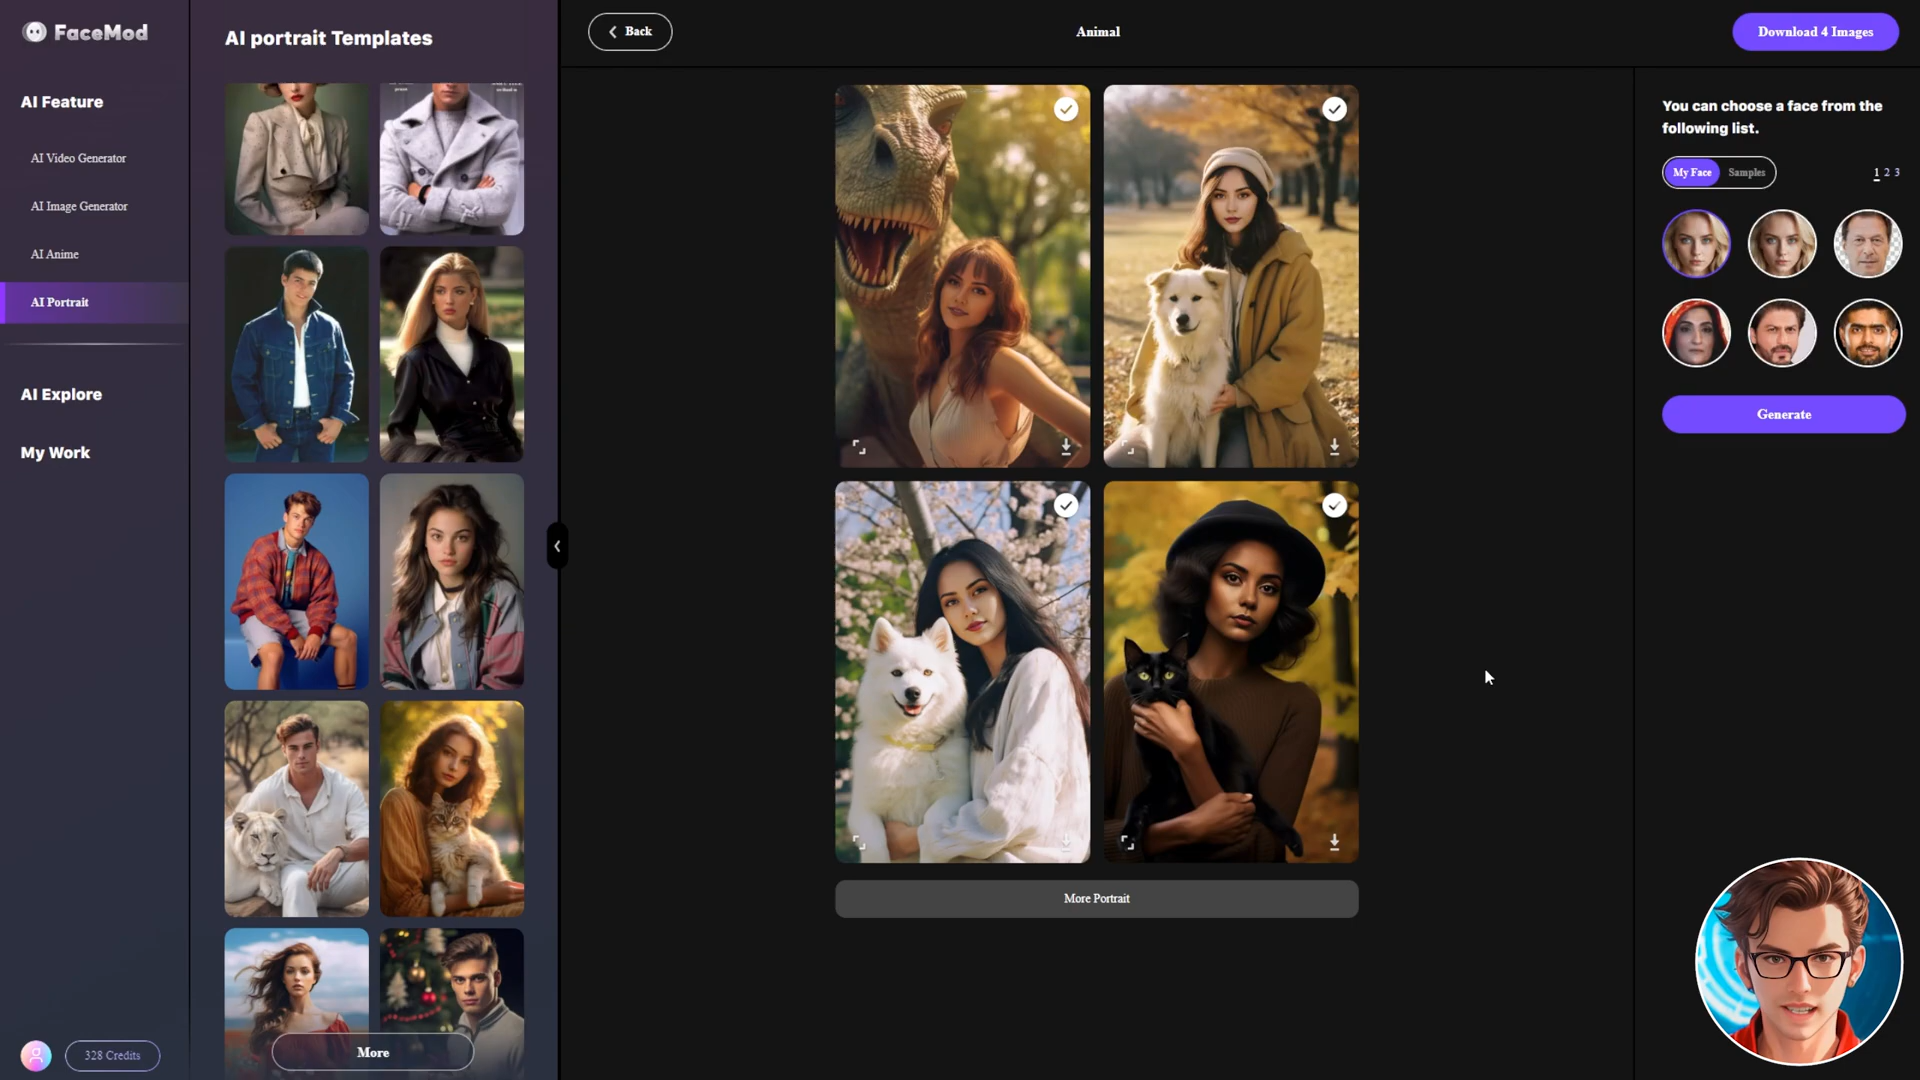 FaceMod
AI Feature
AI Video Generator
AI Image Generator
AI Anime
AI Portrait
AI Explore
My Work
328 Credits
AI portrait Templates
More
Back
Animal
Download 4 Images
More Portrait
You can choose a face from the
following list.
My Face
Samples
1 2 3
Generate